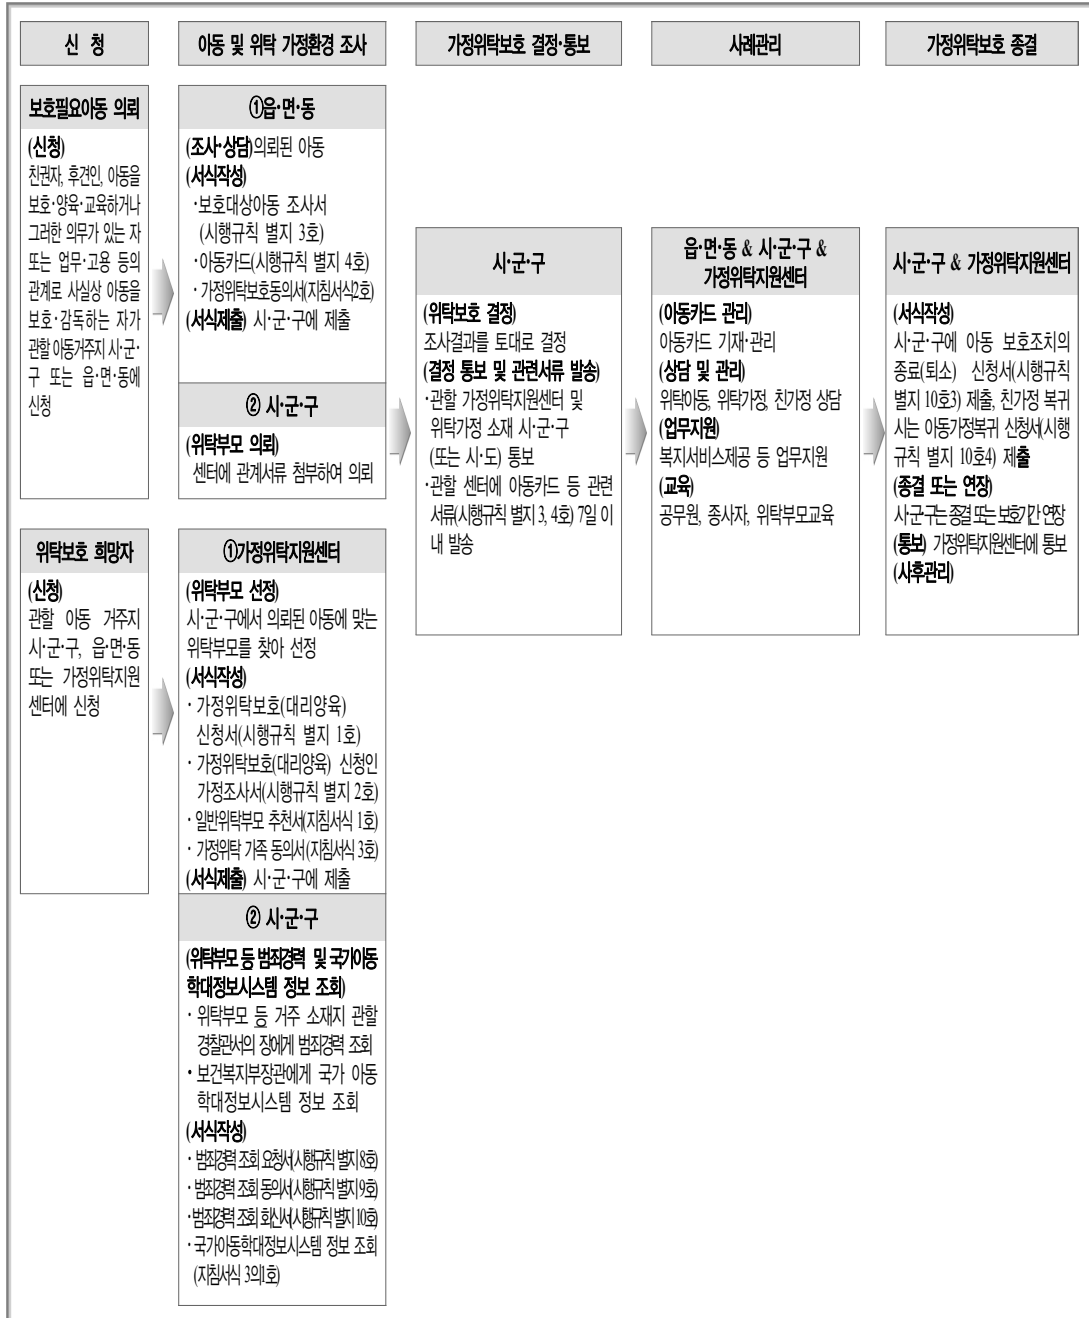 신 청
아동 및 위탁 가정환경 조사
가정위탁보호 결정·통보
사례관리
가정위탁보호 종결
보호필요아동 의뢰
(신청)
친권자, 후견인, 아동을
보호·양육·교육하거나
그러한 의무가 있는 자
또는 업무·고용 등의
관계로 사실상 아동을
보호·감독하는 자가
관할 아동거주지 시·군·
구 또는 읍·면·동에
신청
①읍·면·동
(조사·상담)의뢰된 아동
(서식작성)
·보호대상아동 조사서
(시행규칙 별지 3호)
·아동카드(시행규칙 별지 4호)
· 가정위탁보호동의서(지침서식2호)
(서식제출) 시·군·구에 제출
② 시·군·구
(위탁부모 의뢰)
센터에 관계서류 첨부하여 의뢰
시·군·구
(위탁보호 결정)
조사결과를 토대로 결정
(결정 통보 및 관련서류 발송)
·관할 가정위탁지원센터 및
위탁가정 소재 시·군·구
(또는 시·도) 통보
·관할 센터에 아동카드 등 관련
서류(시행규칙 별지 3, 4호) 7일 이
내 발송
읍·면·동 & 시·군·구 &
가정위탁지원센터
(아동카드 관리)
아동카드 기재·관리
(상담 및 관리)
위탁아동, 위탁가정, 친가정 상담
(업무지원)
복지서비스제공 등 업무지원
(교육)
공무원, 종사자, 위탁부모교육
시·군·구 & 가정위탁지원센터
(서식작성)
시·군·구에 아동 보호조치의
종료(퇴소) 신청서(시행규칙
별지 10호3) 제출, 친가정 복귀
시는 아동가정복귀 신청서(시행
규칙 별지 10호4) 제출
(종결 또는 연장)
시·군·구는 종결 또는 보호기간 연장
(통보) 가정위탁지원센터에 통보
(사후관리)
위탁보호 희망자
(신청)
관할 아동 거주지
시·군·구, 읍·면·동
또는 가정위탁지원
센터에 신청
①가정위탁지원센터
(위탁부모 선정)
시·군·구에서 의뢰된 아동에 맞는
위탁부모를 찾아 선정
(서식작성)
· 가정위탁보호(대리양육)
신청서(시행규칙 별지 1호)
· 가정위탁보호(대리양육) 신청인
가정조사서(시행규칙 별지 2호)
· 일반위탁부모 추천서(지침서식 1호)
· 가정위탁 가족 동의서(지침서식 3호)
(서식제출) 시·군·구에 제출
② 시·군·구
(위탁부모 등 범죄경력 및 국가아동
학대정보시스템 정보 조회)
· 위탁부모 등 거주 소재지 관할
경찰관서의 장에게 범죄경력 조회
· 보건복지부장관에게 국가 아동
학대정보시스템 정보 조회
(서식작성)
· 범죄경력 조회 요청서(시행규칙 별지 8호)
· 범죄경력 조회 동의서(시행규칙 별지 9호)
·범죄경력 조회 회신서(시행규칙 별지 10호)
· 국가아동학대정보시스템 정보 조회
(지침서식 3의1호)